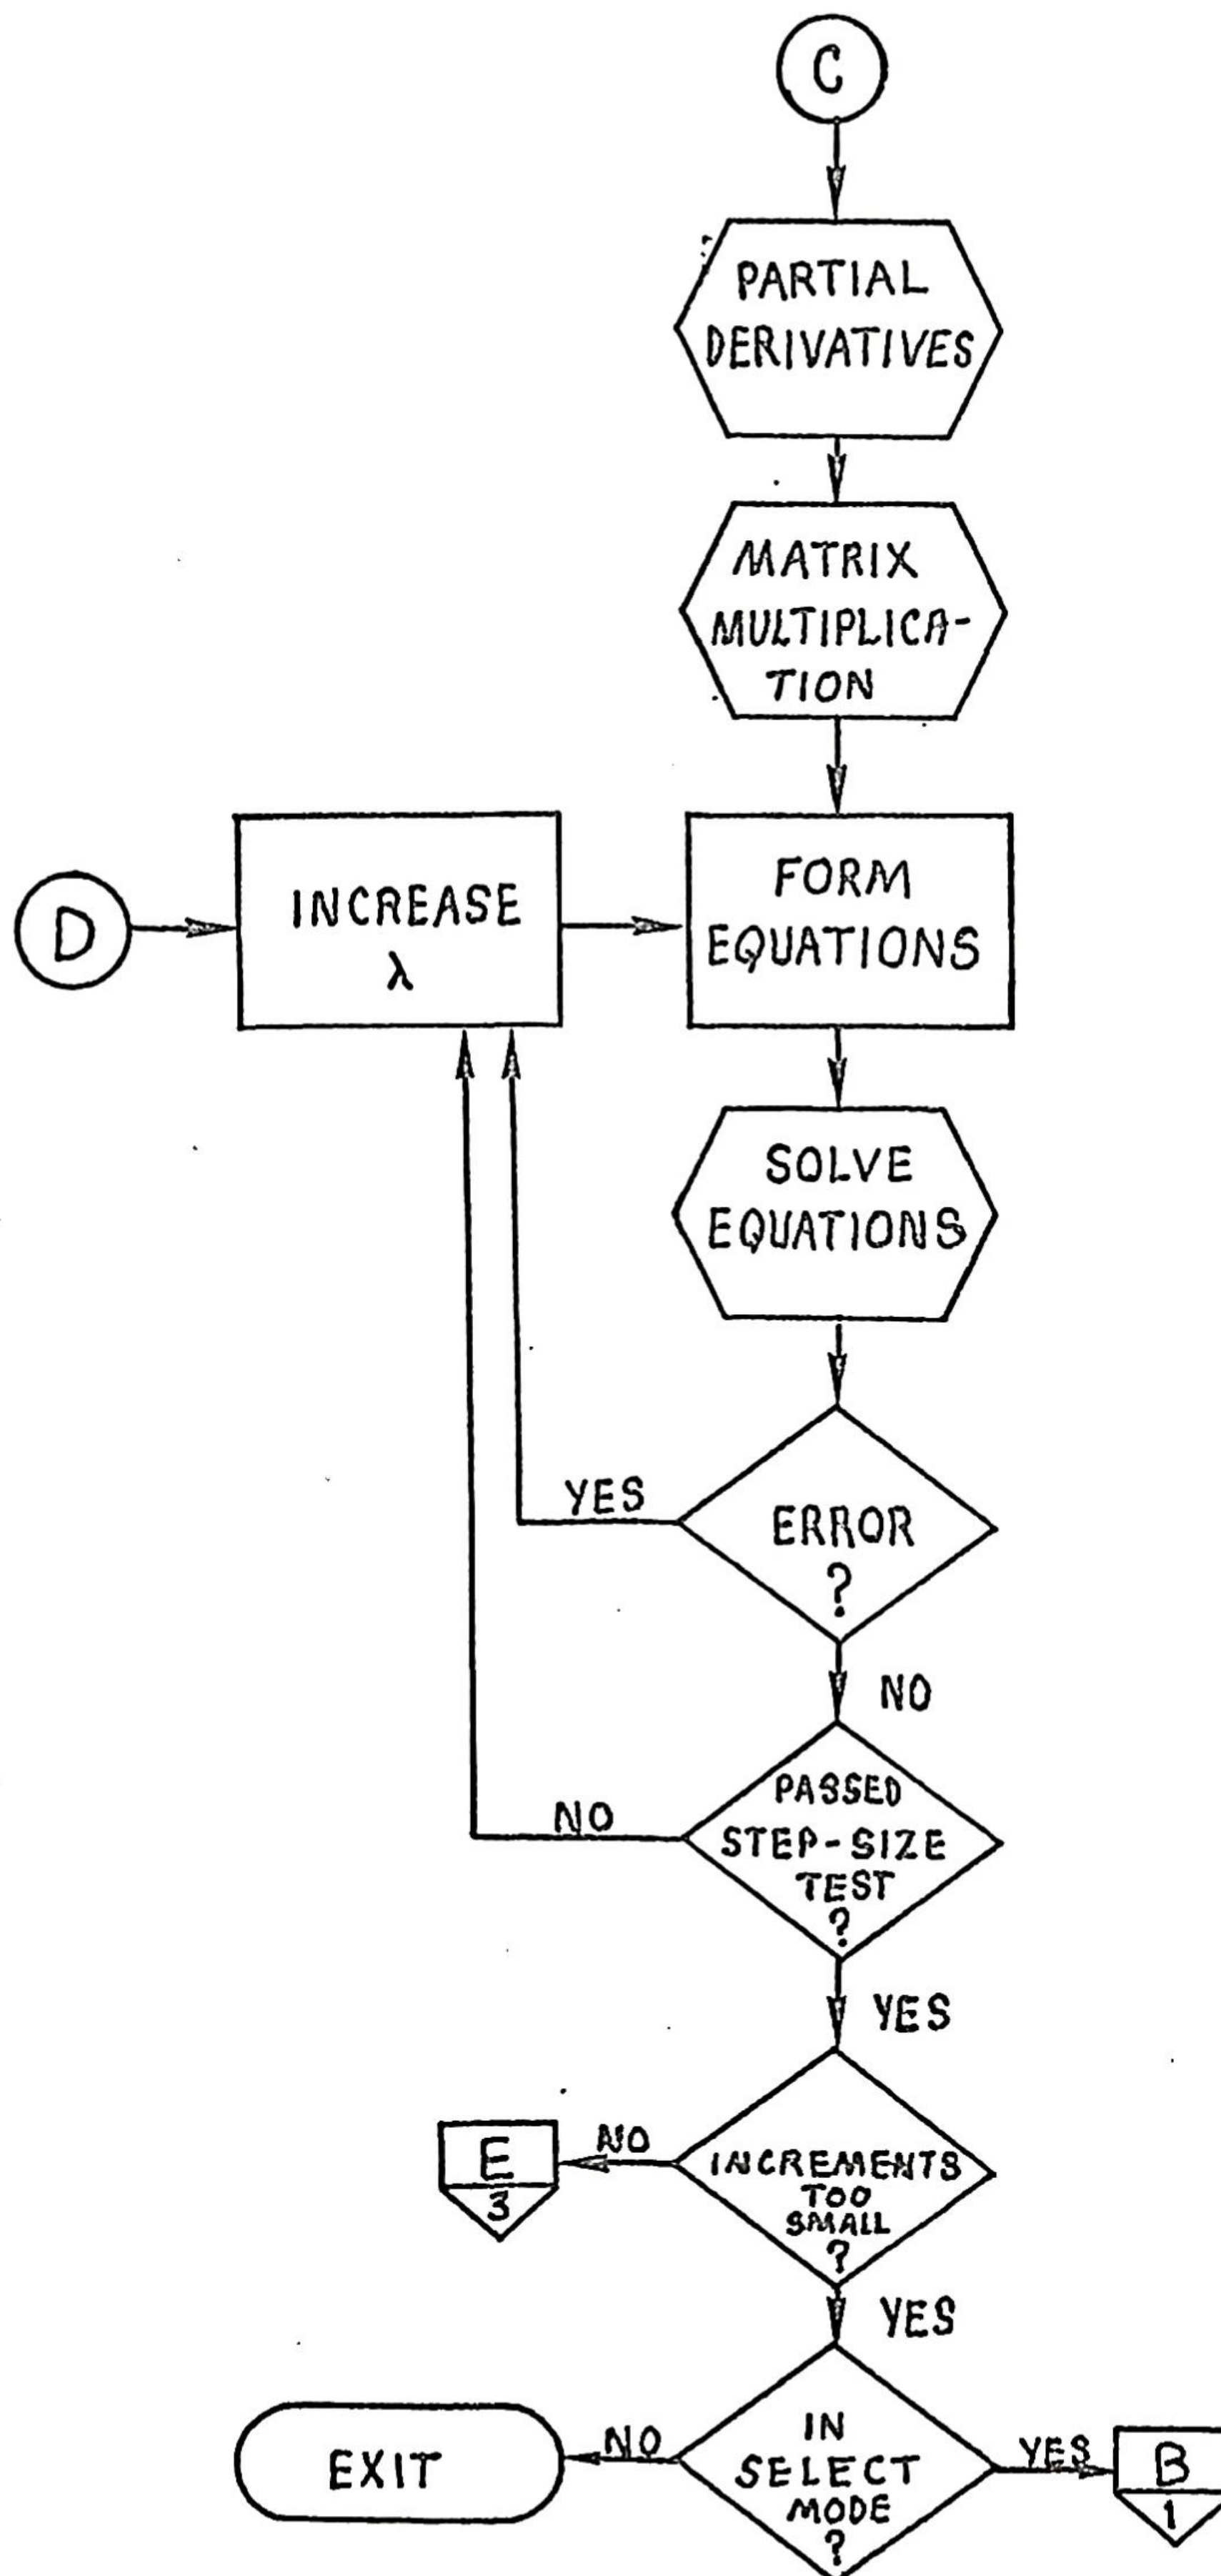 C
PARTIAL
DERIVATIVES
MATRIX
MULTIPLICA-
TION
D
INCREASE
λ
FORM
EQUATIONS
SOLVE
EQUATIONS
YES
ERROR
?
NO
PASSED
STEP-SIZE
TEST
?
NO
YES
E
3
NO
INCREMENTS
TOO
SMALL
?
YES
EXIT
NO
IN
SELECT
MODE
?
YES
B
1